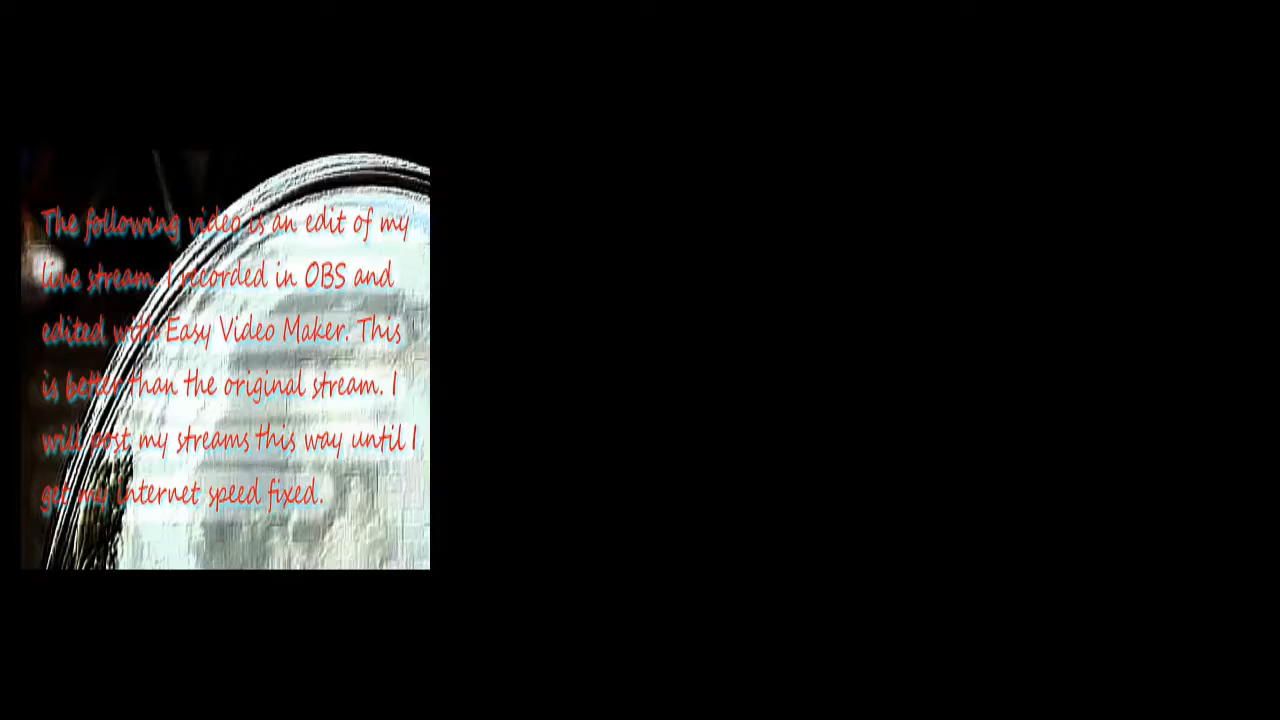 The following video is an edit of my
live stream. I recorded in OBS and
edited with Easy Video Maker. This
is better than the original stream. I
will post my streams this way until I
get my internet speed fixed.